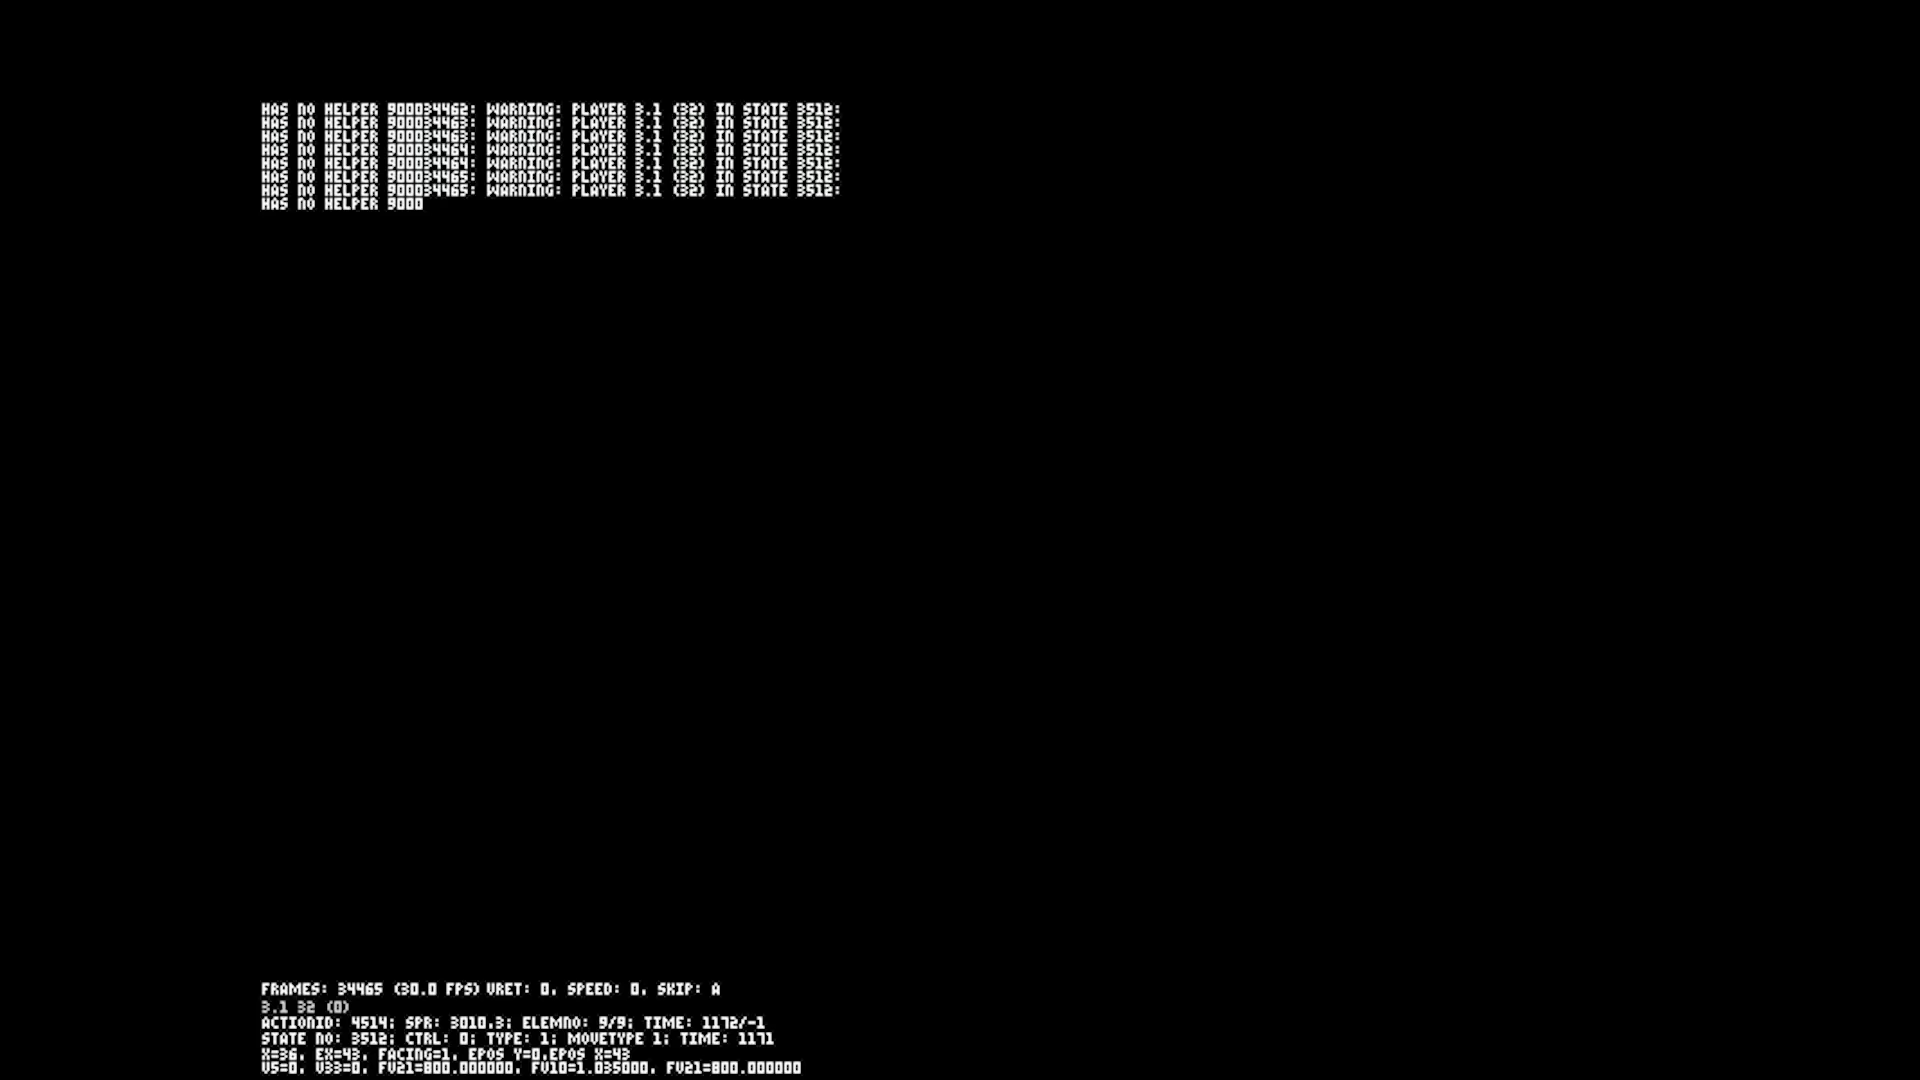 HAS NO HELPER 900034462: WARNING: PLAYER 3.1 (32) IN STATE 3512:
HAS NO HELPER 900034463: WARNING: PLAYER 3.1 (32) IN STATE 3512:
HAS NO HELPER 900034463: WARNING: PLAYER 3.1 (32) IN STATE 3512:
HAS NO HELPER 900034464: WARNING: PLAYER 3.1 (32) IN STATE 3512:
HAS NO HELPER 900034464: WARNING: PLAYER 3.1 (32) IN STATE 3512:
HAS NO HELPER 900034465: WARNING: PLAYER 3.1 (32) IN STATE 3512:
HAS NO HELPER 900034465: WARNING: PLAYER 3.1 (32) IN STATE 3512:
HAS NO HELPER 9000
FRAMES: 34465 (30.0 FPS) VRET: 0, SPEED: 0, SKIP: A
3.1 32 (0)
ACTIONID: 4514; SPR: 3010,3; ELEMNO: 9/9; TIME: 1172/-1
STATE NO: 3512; CTRL: 0; TYPE: 1; MOVETYPE 1; TIME: 1171
X=36, EX=43, FACING=1, EPOS Y=0,EPOS X=43
V5=0, V33=0, FV21=800.000000, FV10=1.035000, FV21=800.000000